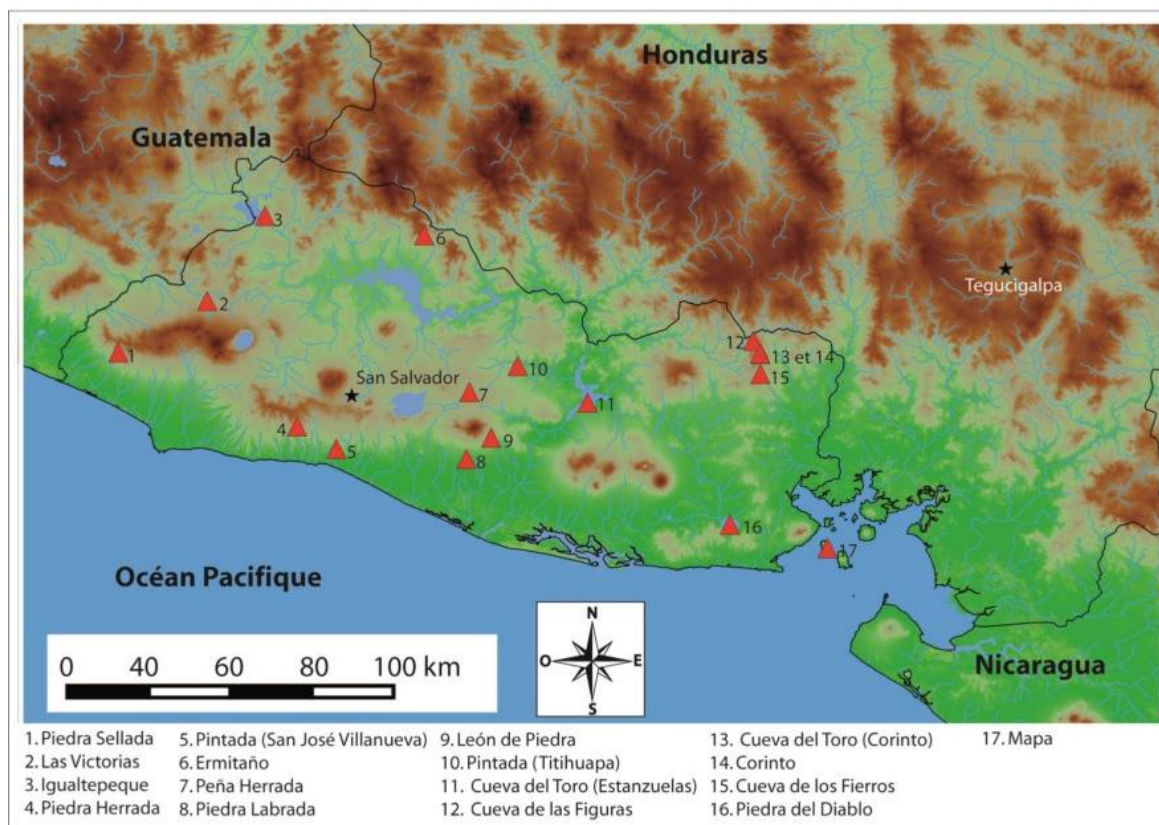 Honduras
Guatemala
3
6
Tegucigalpa
2
12
13 et 14
1
10
15
San Salvador
7
11
4
9
5
8
16
17
Océan Pacifique
N
0 40 60 80 100 km
O E
S
Nicaragua
1. Piedra Sellada
2. Las Victorias
3. Igualtepeque
4. Piedra Herrada
5. Pintada (San José Villanueva)
6. Ermitaño
7. Peña Herrada
8. Piedra Labrada
9. León de Piedra
10. Pintada (Titihuapa)
11. Cueva del Toro (Estanzuelas)
12. Cueva de las Figuras
13. Cueva del Toro (Corinto)
14. Corinto
15. Cueva de los Fierros
16. Piedra del Diablo
17. Mapa